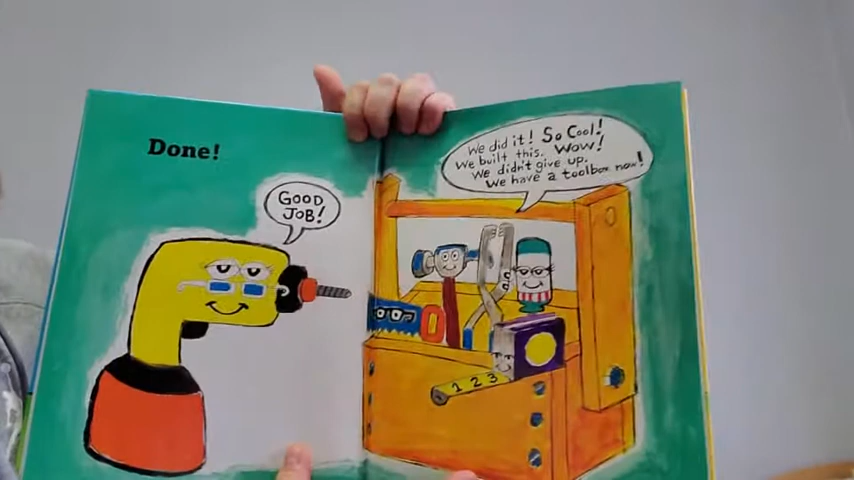 Done!
GOOD
JOB!
We did it! So Cool!
We built this. Wow!
We didn't give up.
We have a toolbox now!
1 2 3